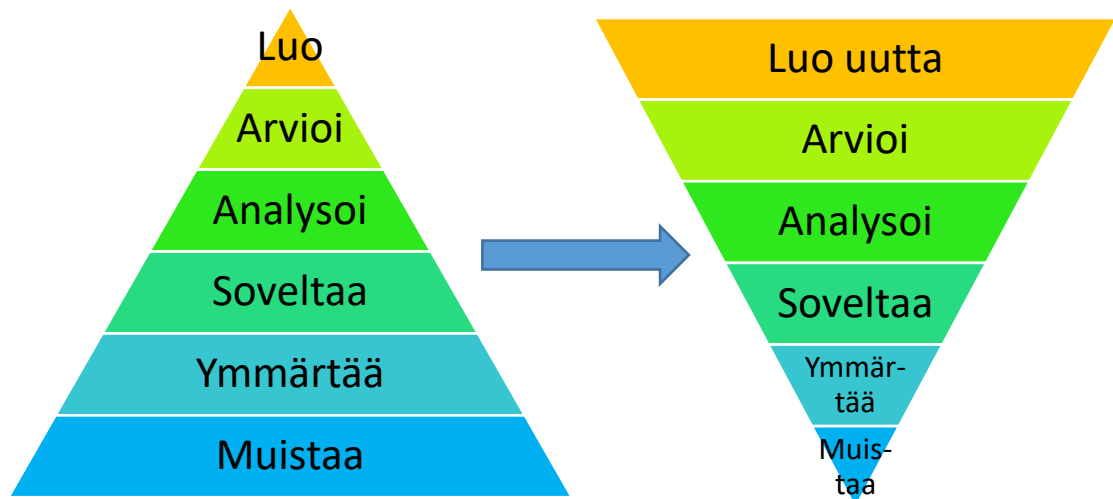 Luo
Arvioi
Analysoi
Soveltaa
Ymmärtää
Muistaa
Luo uutta
Arvioi
Analysoi
Soveltaa
Ymmär-
tää
Muis-
taa